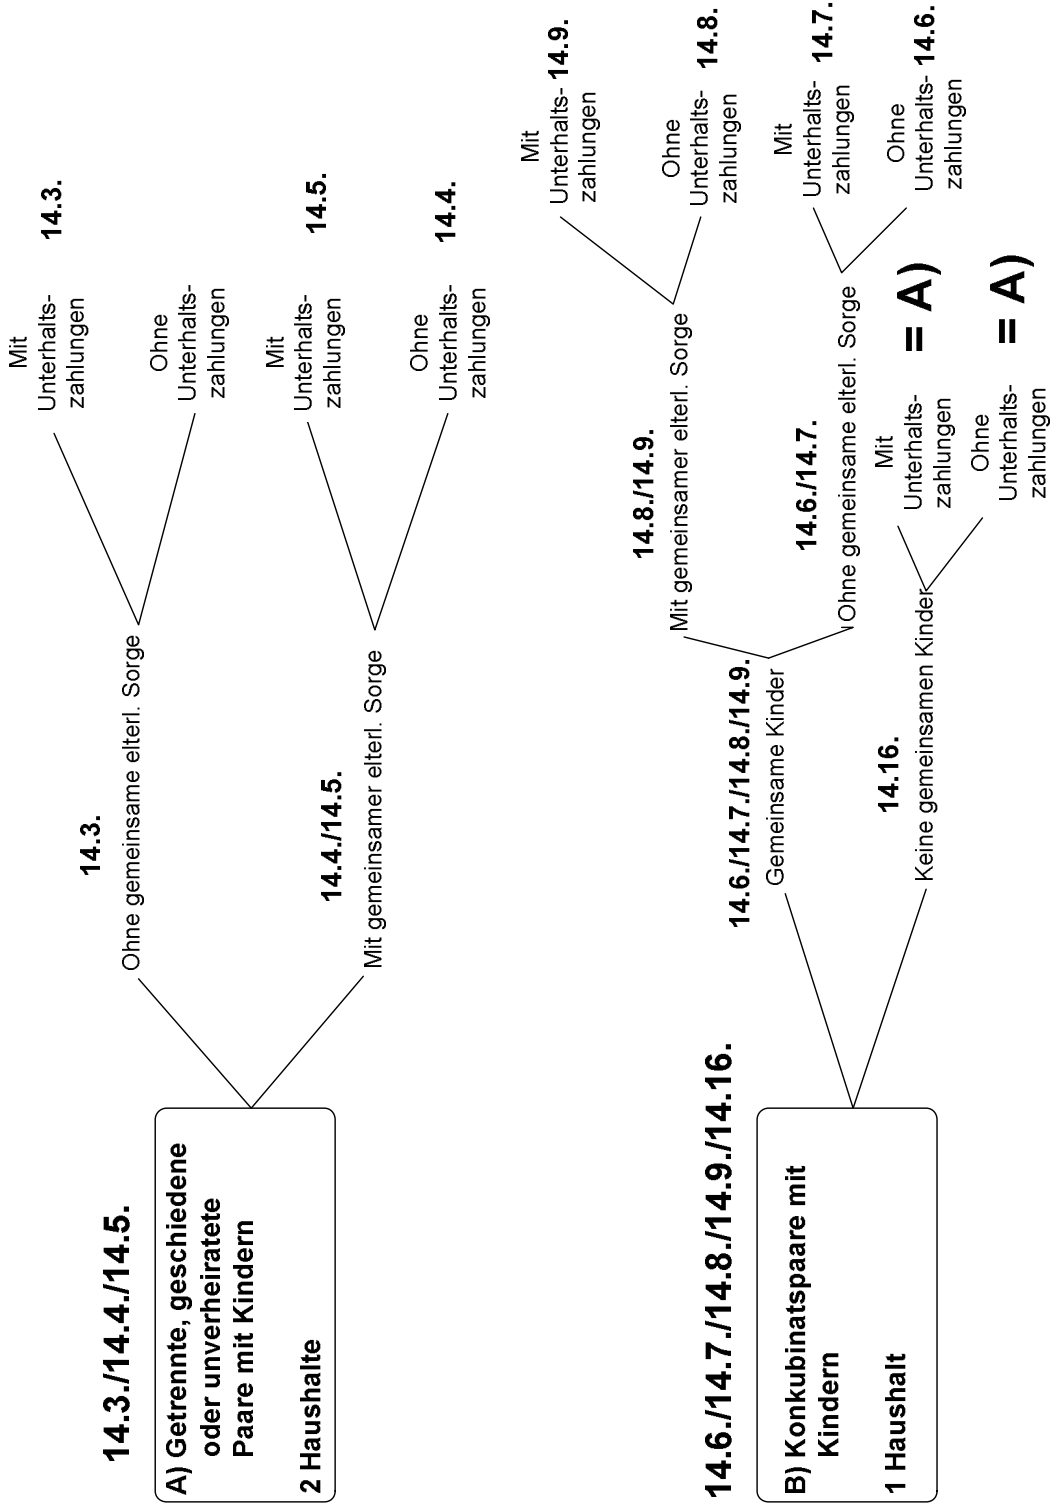 14.3./14.4./14.5.
A) Getrennte, geschiedene
oder unverheiratete
Paare mit Kindern
2 Haushalte
14.3.
Ohne gemeinsame elterl. Sorge
Mit
Unterhalts-
zahlungen
14.3.
Ohne
Unterhalts-
zahlungen
14.4./14.5.
Mit gemeinsamer elterl. Sorge
Mit
Unterhalts-
zahlungen
14.5.
Ohne
Unterhalts-
zahlungen
14.4.
14.6./14.7./14.8./14.9./14.16.
B) Konkubinatspaare mit
Kindern
1 Haushalt
14.6./14.7./14.8./14.9.
Gemeinsame Kinder
14.8./14.9.
Mit gemeinsamer elterl. Sorge
Mit
Unterhalts- 14.9.
zahlungen
Ohne
Unterhalts- 14.8.
zahlungen
14.6./14.7.
Ohne gemeinsame elterl. Sorge
Mit
Unterhalts- 14.7.
zahlungen
Ohne
Unterhalts- 14.6.
zahlungen
14.16.
Keine gemeinsamen Kinder
Mit
Unterhalts- = A)
zahlungen
Ohne
Unterhalts- = A)
zahlungen